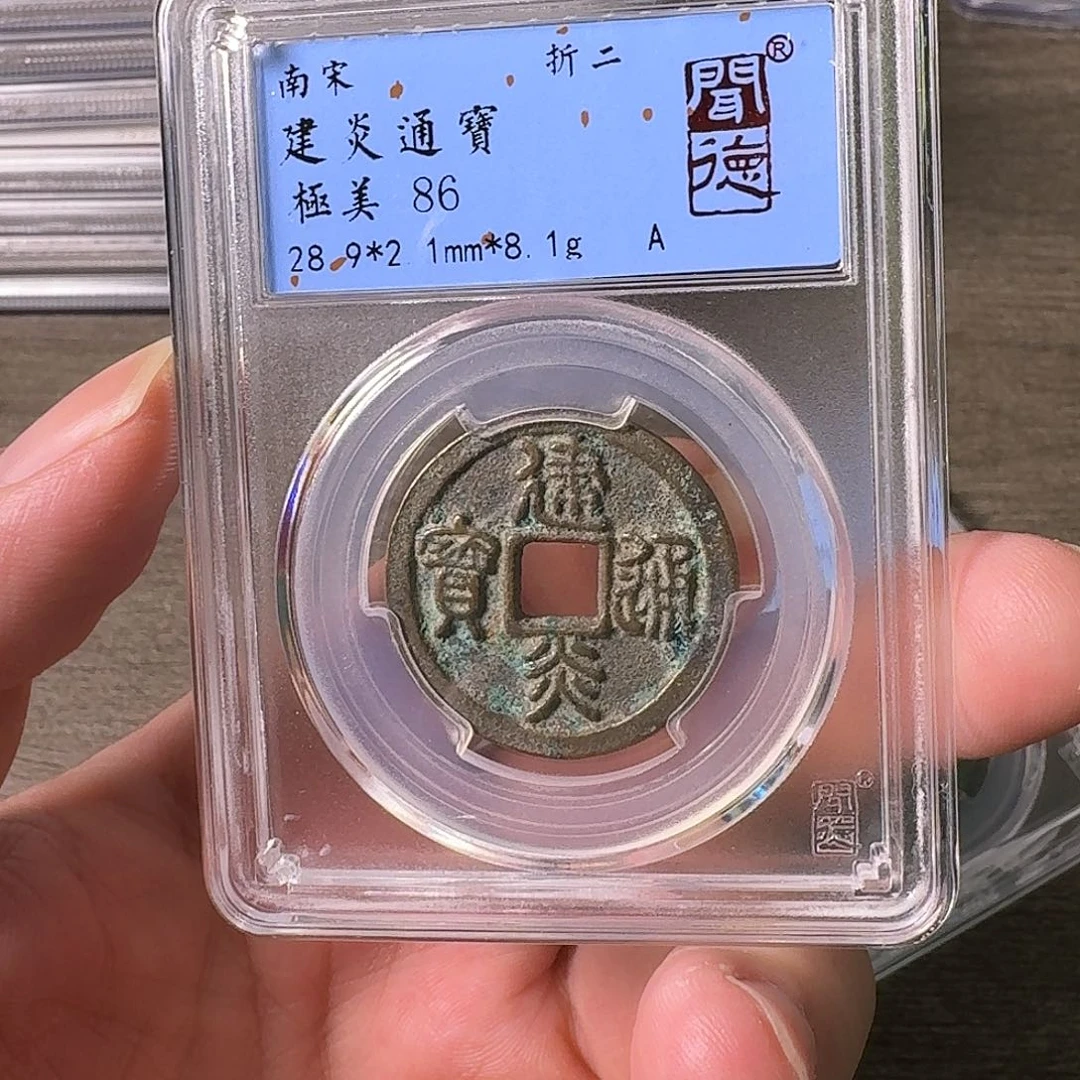 南宋 折二
建炎通寶
極美 86
28.9*2.1mm*8.1g A
聞德®
建炎通寶
聞德